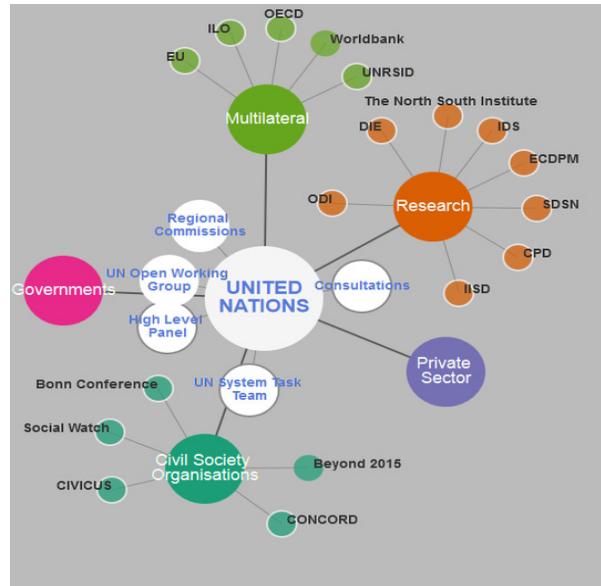 OECD
ILO
Worldbank
EU
UNRSID
Multilateral
The North South Institute
DIE
IDS
ECDPM
ODI
Research
SDSN
CPD
IISD
Regional
Commissions
UN Open Working
Group
Governments
UNITED
NATIONS
Consultations
High Level
Panel
Private
Sector
UN System Task
Team
Bonn Conference
Social Watch
Civil Society
Organisations
Beyond 2015
CIVICUS
CONCORD